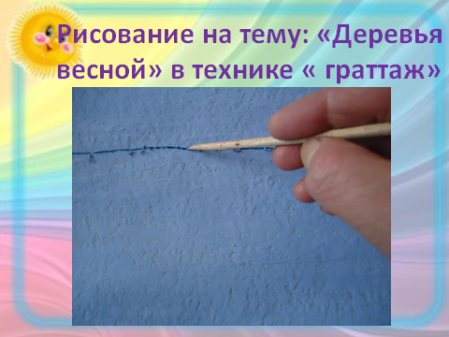 Рисование на тему: «Деревья
весной» в технике « граттаж»